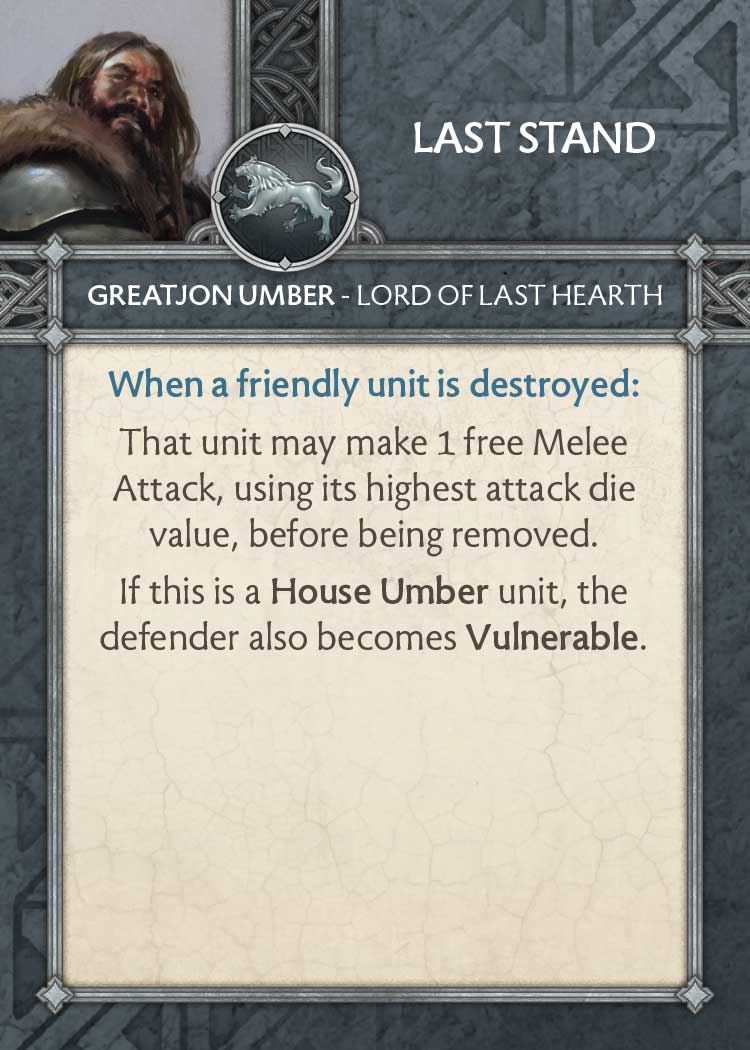 LAST STAND
GREATJON UMBER - LORD OF LAST HEARTH
When a friendly unit is destroyed:
That unit may make 1 free Melee
Attack, using its highest attack die
value, before being removed.
If this is a House Umber unit, the
defender also becomes Vulnerable.